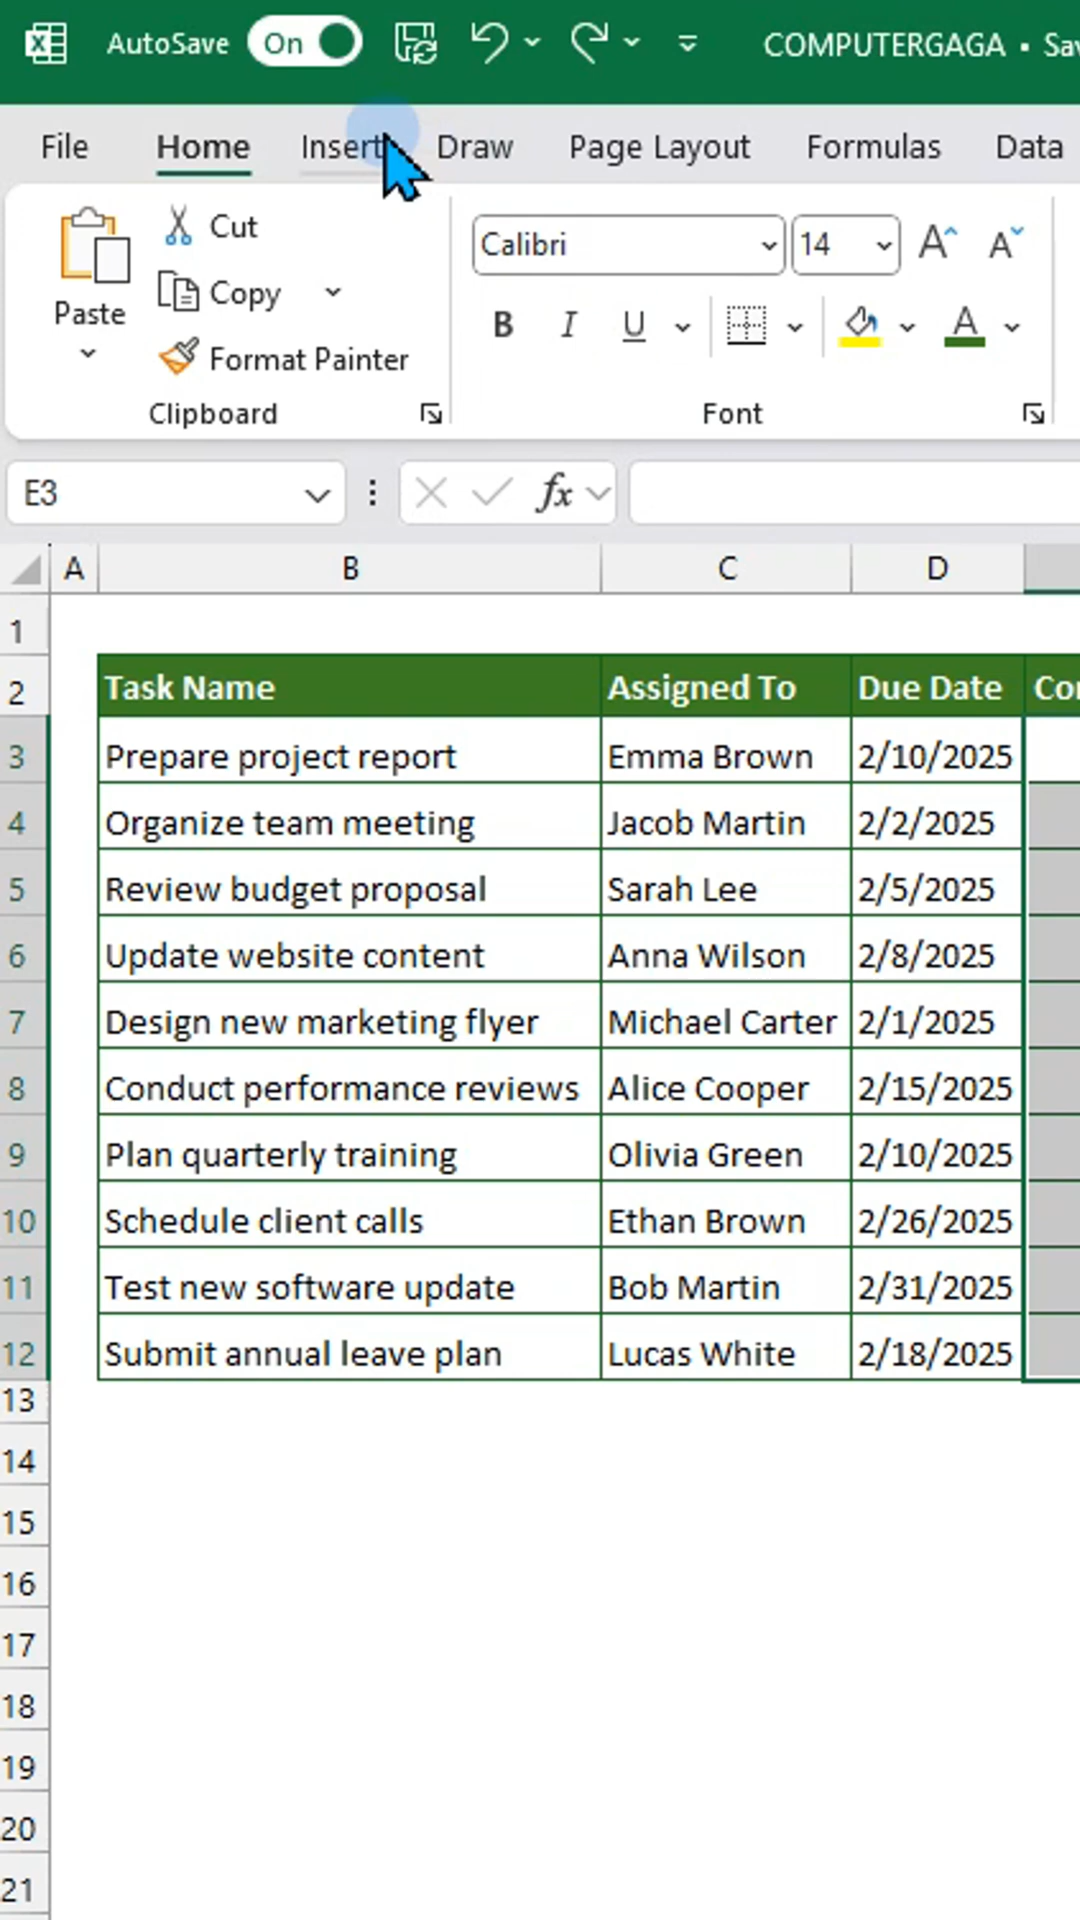 AutoSave On COMPUTERGAGA • Sav
File Home Insert Draw Page Layout Formulas Data
Paste
Cut
Copy
Format Painter
Clipboard
Calibri 14
B I U A
Font
E3 fx
A B C D
1
2 Task Name Assigned To Due Date Con
3 Prepare project report Emma Brown 2/10/2025
4 Organize team meeting Jacob Martin 2/2/2025
5 Review budget proposal Sarah Lee 2/5/2025
6 Update website content Anna Wilson 2/8/2025
7 Design new marketing flyer Michael Carter 2/1/2025
8 Conduct performance reviews Alice Cooper 2/15/2025
9 Plan quarterly training Olivia Green 2/10/2025
10 Schedule client calls Ethan Brown 2/26/2025
11 Test new software update Bob Martin 2/31/2025
12 Submit annual leave plan Lucas White 2/18/2025
13
14
15
16
17
18
19
20
21